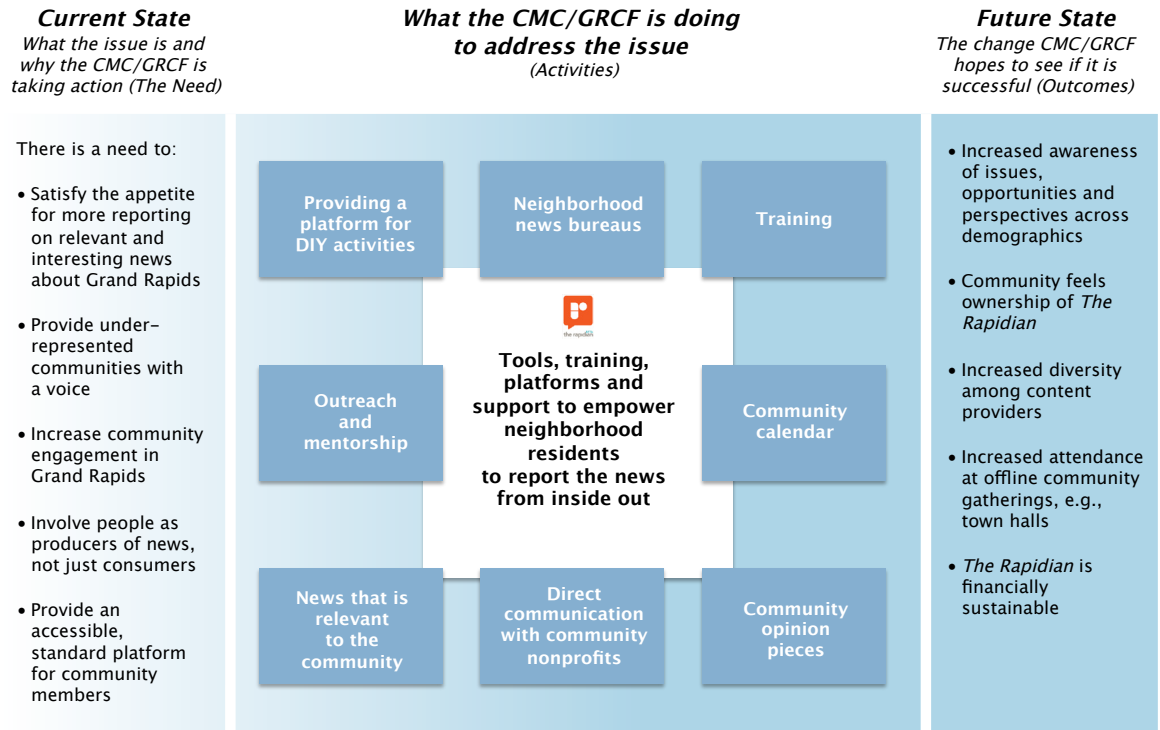 Current State
What the issue is and
why the CMC/GRCF is
taking action (The Need)
There is a need to:
• Satisfy the appetite
for more reporting
on relevant and
interesting news
about Grand Rapids
• Provide under-
represented
communities with
a voice
• Increase community
engagement in
Grand Rapids
• Involve people as
producers of news,
not just consumers
• Provide an
accessible,
standard platform
for community
members
What the CMC/GRCF is doing
to address the issue
(Activities)
Providing a
platform for
DIY activities
Neighborhood
news bureaus
Training
the rapidian
Tools, training,
platforms and
support to empower
neighborhood
residents
to report the news
from inside out
Outreach
and
mentorship
Community
calendar
News that is
relevant
to the
community
Direct
communication
with community
nonprofits
Community
opinion
pieces
Future State
The change CMC/GRCF
hopes to see if it is
successful (Outcomes)
• Increased awareness
of issues,
opportunities and
perspectives across
demographics
• Community feels
ownership of The
Rapidian
• Increased diversity
among content
providers
• Increased attendance
at offline community
gatherings, e.g.,
town halls
• The Rapidian is
financially
sustainable